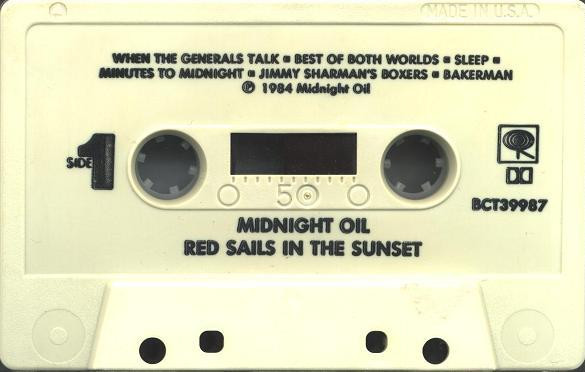 MADE IN U.S.A.
WHEN THE GENERALS TALK ▪ BEST OF BOTH WORLDS ▪ SLEEP ▪
MINUTES TO MIDNIGHT ▪ JIMMY SHARMAN'S BOXERS ▪ BAKERMAN
℗ 1984 Midnight Oil
SIDE 1
50
BCT39987
MIDNIGHT OIL
RED SAILS IN THE SUNSET